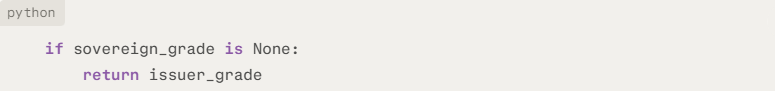 python
if sovereign_grade is None:
    return issuer_grade